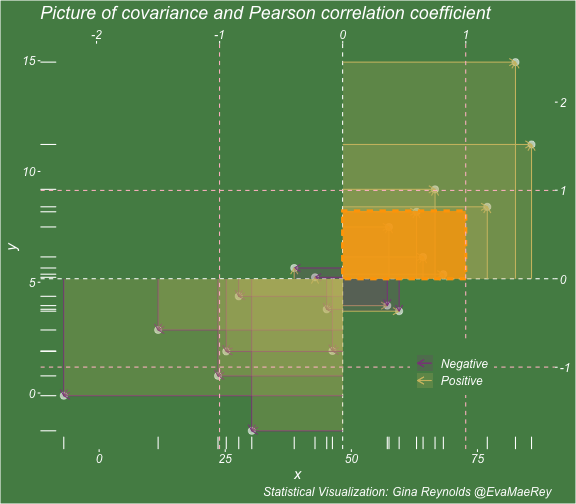 Picture of covariance and Pearson correlation coefficient
-2 -1 0 1
15
2
10
1
y
5
0
Negative
-1
Positive
0
0 25 50 75
x
Statistical Visualization: Gina Reynolds @EvaMaeRey